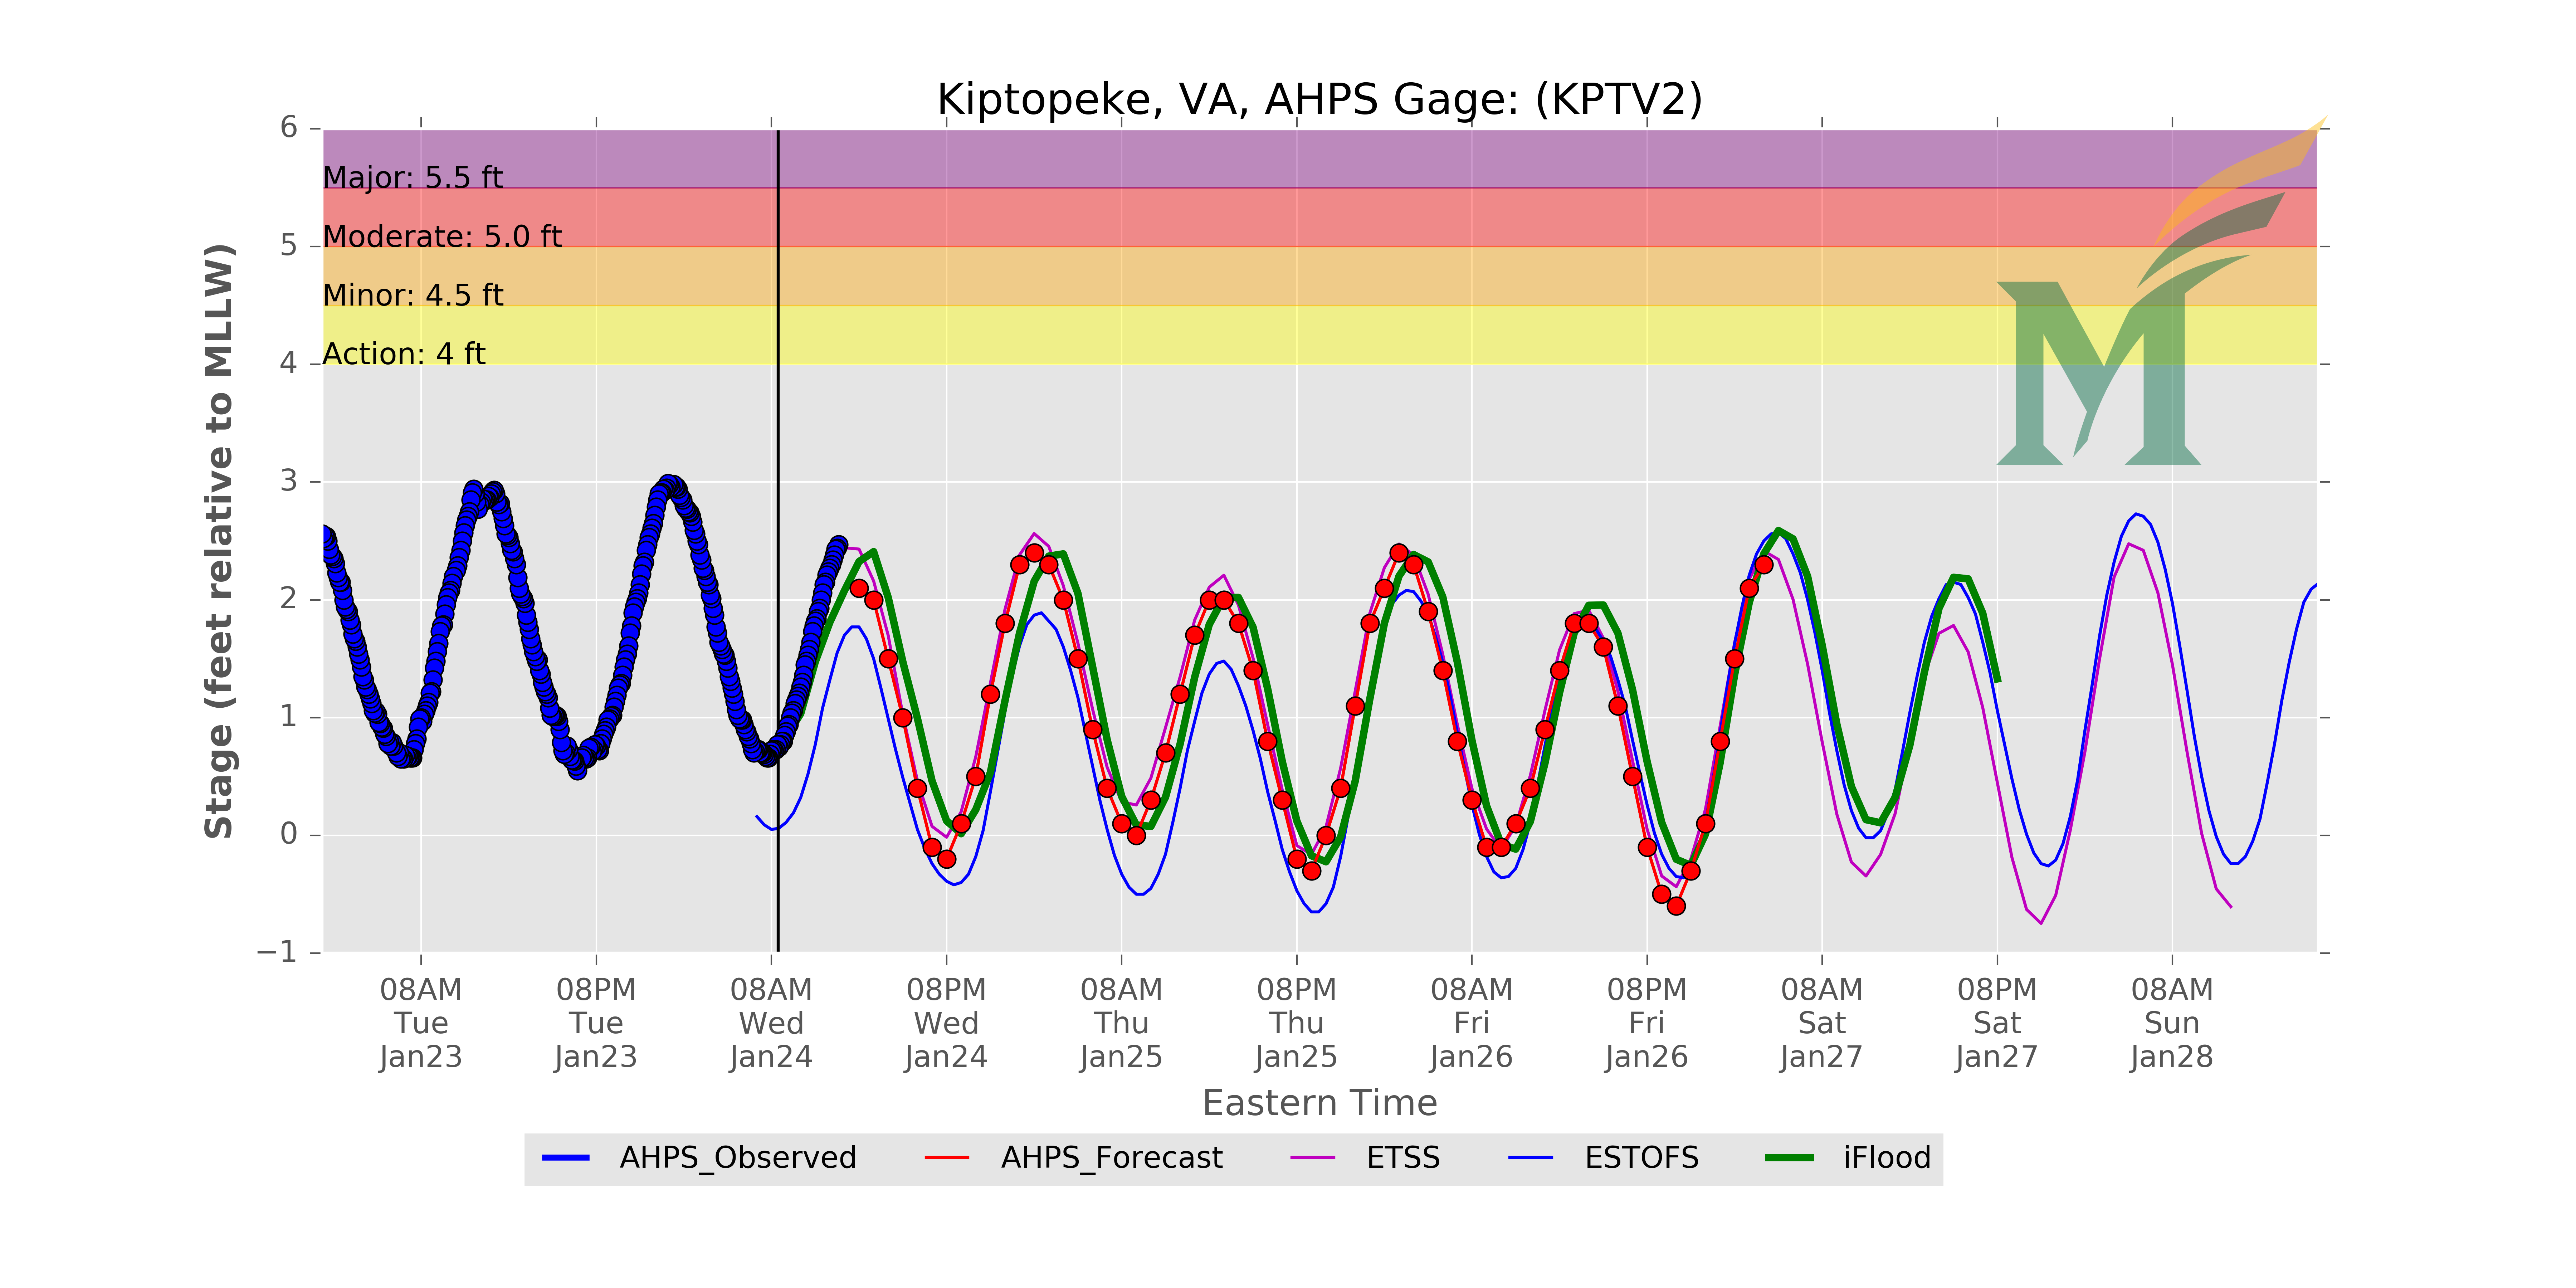 Kiptopeke, VA, AHPS Gage: (KPTV2)
6
5
4
3
2
1
0
−1
Stage (feet relative to MLLW)
Major: 5.5 ft
Moderate: 5.0 ft
Minor: 4.5 ft
Action: 4 ft
M
08AM 08PM 08AM 08PM 08AM 08PM 08AM 08PM 08AM 08PM 08AM
Tue Tue Wed Wed Thu Thu Fri Fri Sat Sat Sun
Jan23 Jan23 Jan24 Jan24 Jan25 Jan25 Jan26 Jan26 Jan27 Jan27 Jan28
Eastern Time
AHPS_Observed AHPS_Forecast ETSS ESTOFS iFlood